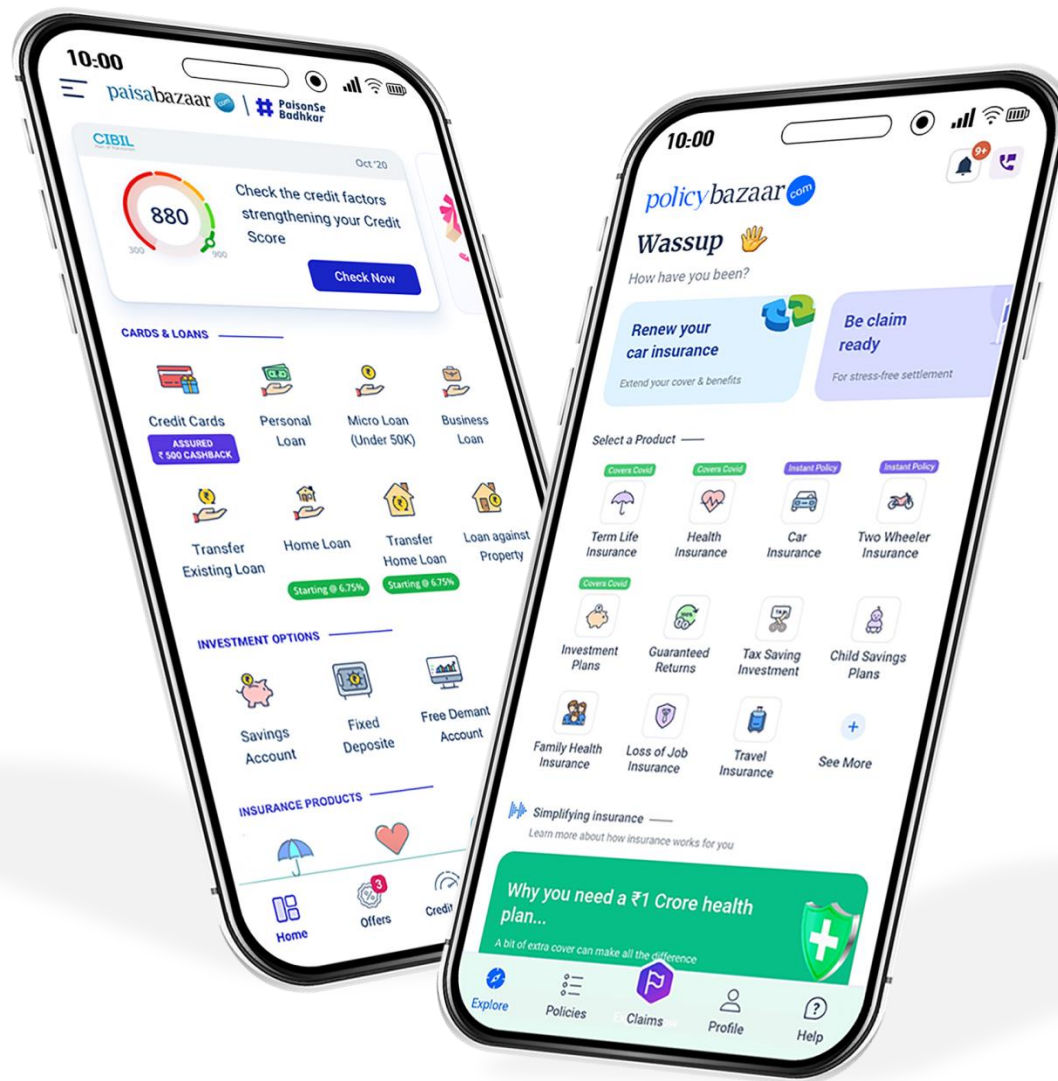 10:00
paisabazaar com | # PaisonSe
Badhkar
CIBIL
Oct '20
880
300
900
Check the credit factors
strengthening your Credit
Score
Check Now
CARDS & LOANS
Credit Cards
ASSURED
₹ 500 CASHBACK
Personal
Loan
Micro Loan
(Under 50K)
Business
Loan
Transfer
Existing Loan
Home Loan
Starting @ 6.75%
Transfer
Home Loan
Starting @ 6.75%
Loan against
Property
INVESTMENT OPTIONS
Savings
Account
Fixed
Deposite
Free Demant
Account
INSURANCE PRODUCTS
Home
3
Offers
Credit
10:00
9+
policybazaar com
Wassup
How have you been?
Renew your
car insurance
Extend your cover & benefits
Be claim
ready
For stress-free settlement
Select a Product
Covers Covid
Term Life
Insurance
Covers Covid
Health
Insurance
Instant Policy
Car
Insurance
Instant Policy
Two Wheeler
Insurance
Covers Covid
Investment
Plans
100%
Guaranteed
Returns
TAX
Tax Saving
Investment
Child Savings
Plans
Family Health
Insurance
Loss of Job
Insurance
Travel
Insurance
+
See More
Simplifying insurance
Learn more about how insurance works for you
Why you need a ₹1 Crore health
plan...
A bit of extra cover can make all the difference
Explore
Policies
Claims
Profile
Help